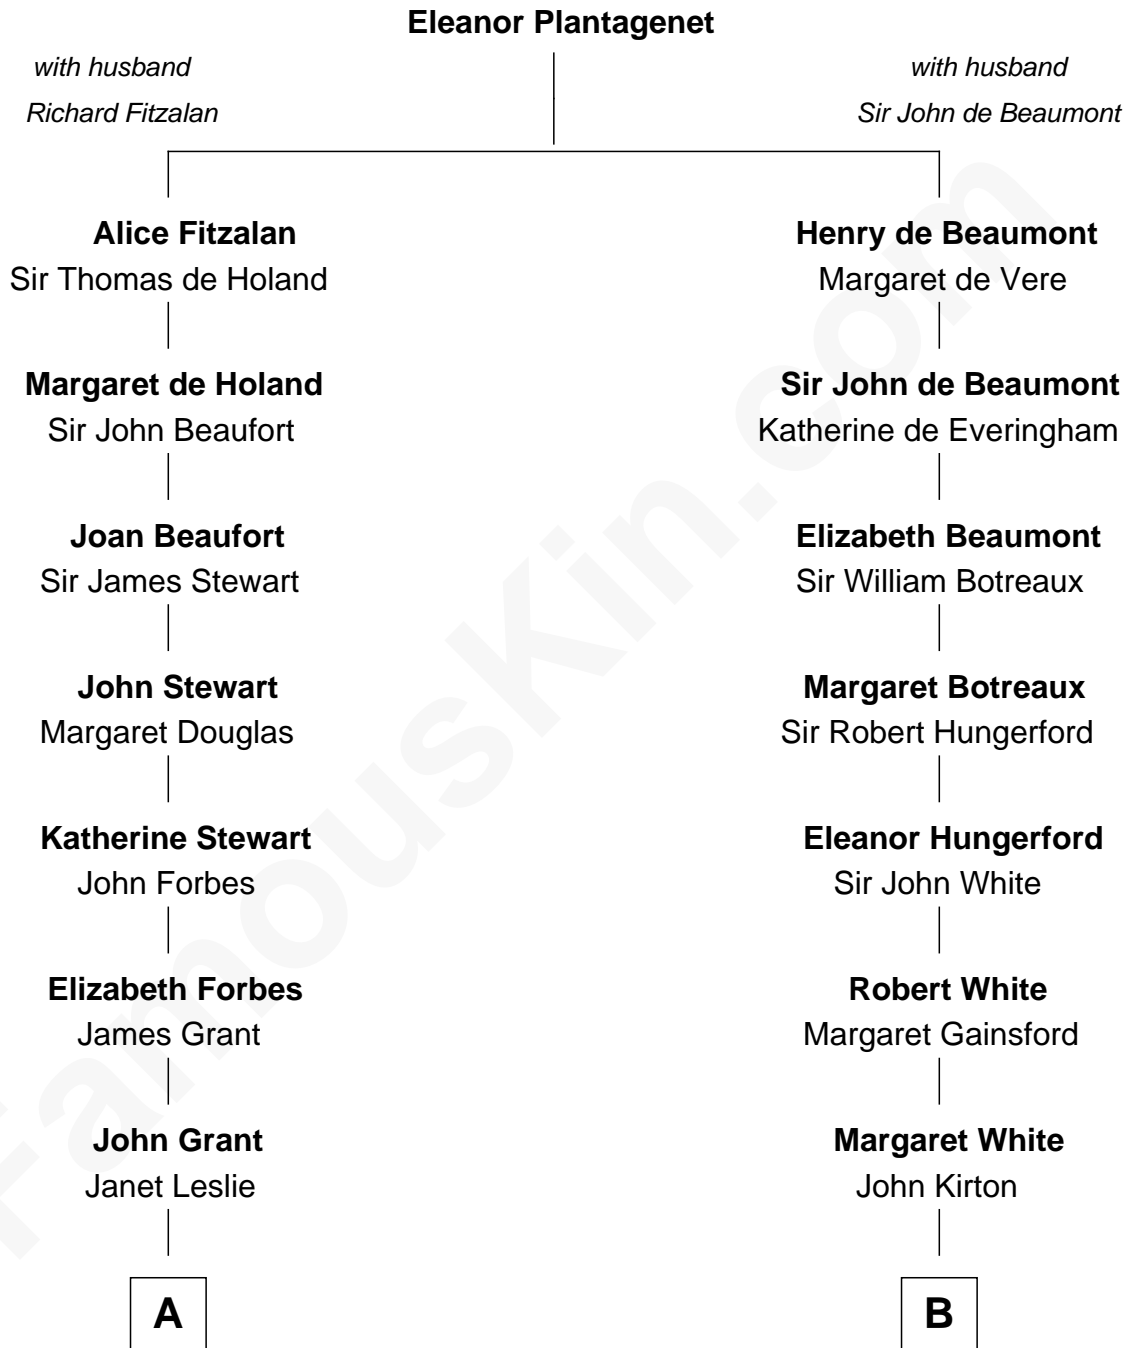 Eleanor Plantagenet
with husband
Richard Fitzalan
with husband
Sir John de Beaumont
Alice Fitzalan
Sir Thomas de Holand
Henry de Beaumont
Margaret de Vere
Margaret de Holand
Sir John Beaufort
Sir John de Beaumont
Katherine de Everingham
Joan Beaufort
Sir James Stewart
Elizabeth Beaumont
Sir William Botreaux
John Stewart
Margaret Douglas
Margaret Botreaux
Sir Robert Hungerford
Katherine Stewart
John Forbes
Eleanor Hungerford
Sir John White
Elizabeth Forbes
James Grant
Robert White
Margaret Gainsford
John Grant
Janet Leslie
Margaret White
John Kirton
A
B
FamousKin.com